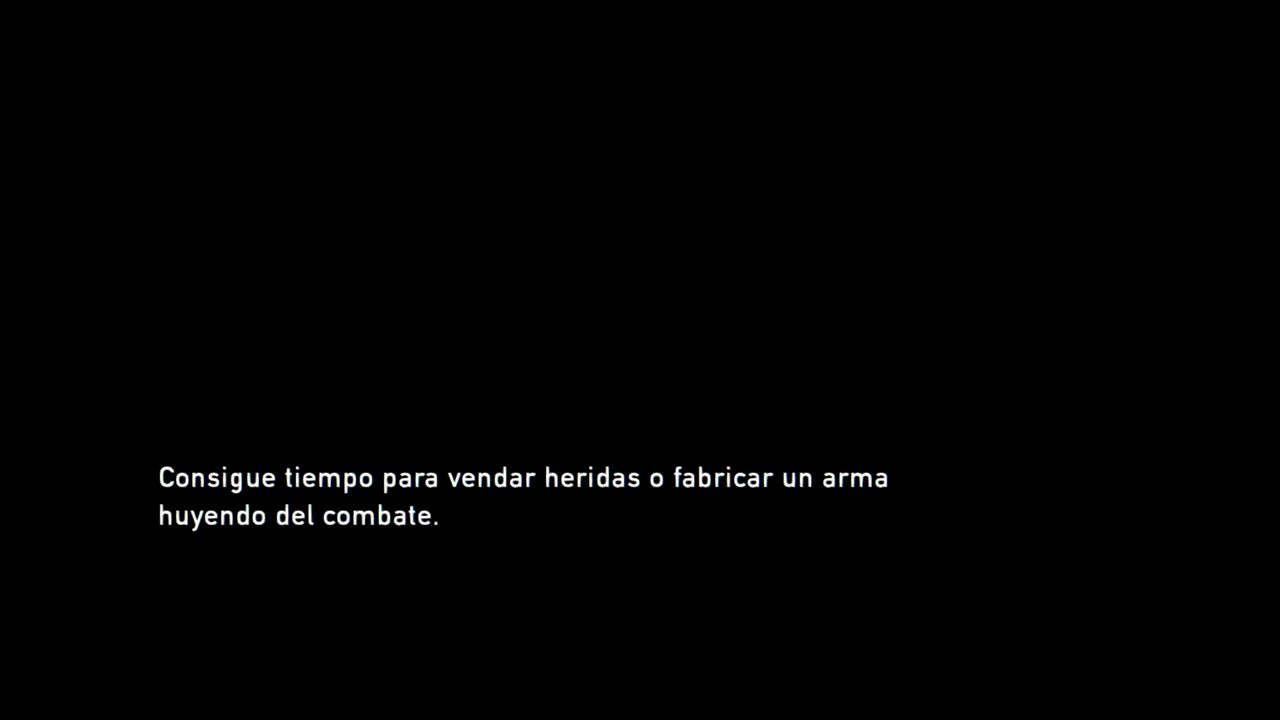 Consigue tiempo para vendar heridas o fabricar un arma
huyendo del combate.